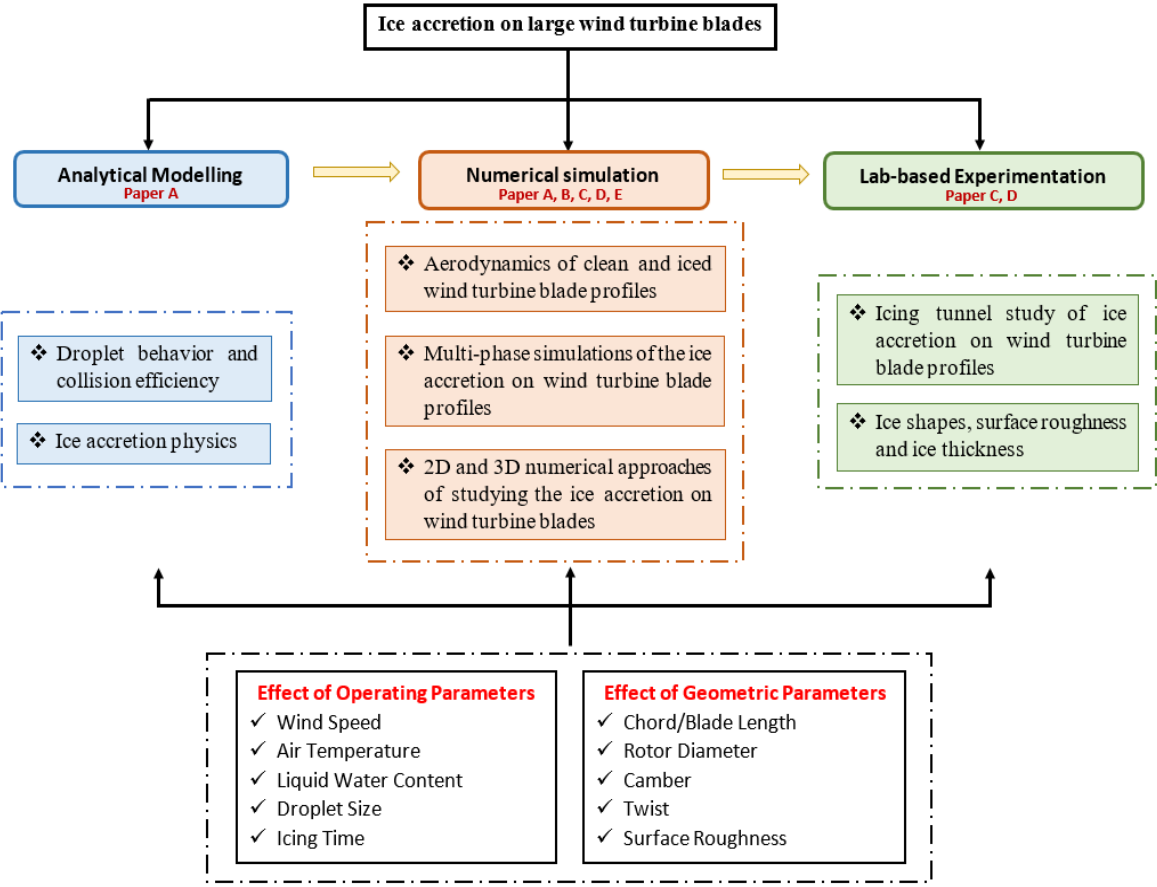 Ice accretion on large wind turbine blades
Analytical Modelling
Paper A
Numerical simulation
Paper A, B, C, D, E
Lab-based Experimentation
Paper C, D
❖ Droplet behavior and
collision efficiency
❖ Ice accretion physics
❖ Aerodynamics of clean and iced
wind turbine blade profiles
❖ Multi-phase simulations of the ice
accretion on wind turbine blade
profiles
❖ 2D and 3D numerical approaches
of studying the ice accretion on
wind turbine blades
❖ Icing tunnel study of ice
accretion on wind turbine
blade profiles
❖ Ice shapes, surface roughness
and ice thickness
Effect of Operating Parameters
✓ Wind Speed
✓ Air Temperature
✓ Liquid Water Content
✓ Droplet Size
✓ Icing Time
Effect of Geometric Parameters
✓ Chord/Blade Length
✓ Rotor Diameter
✓ Camber
✓ Twist
✓ Surface Roughness